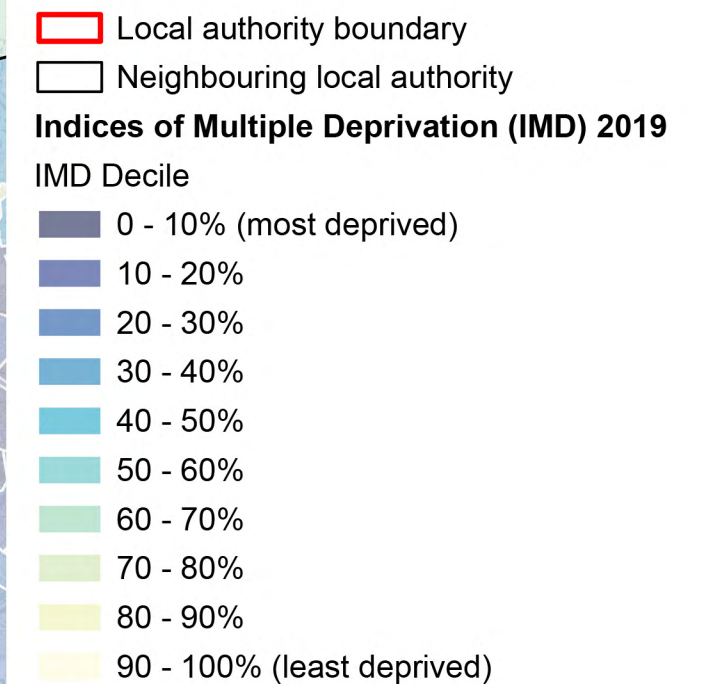 Local authority boundary
Neighbouring local authority
Indices of Multiple Deprivation (IMD) 2019
IMD Decile
0 - 10% (most deprived)
10 - 20%
20 - 30%
30 - 40%
40 - 50%
50 - 60%
60 - 70%
70 - 80%
80 - 90%
90 - 100% (least deprived)